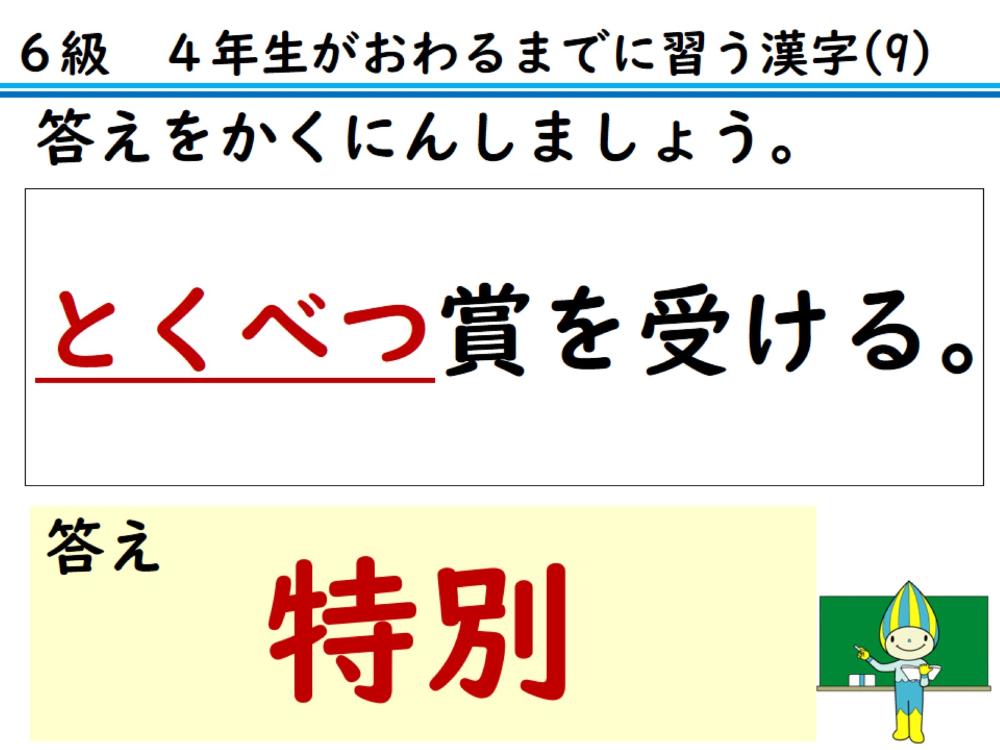 ６級　４年生がおわるまでに習う漢字(9)
答えをかくにんしましょう。
とくべつ賞を受ける。
答え
特別